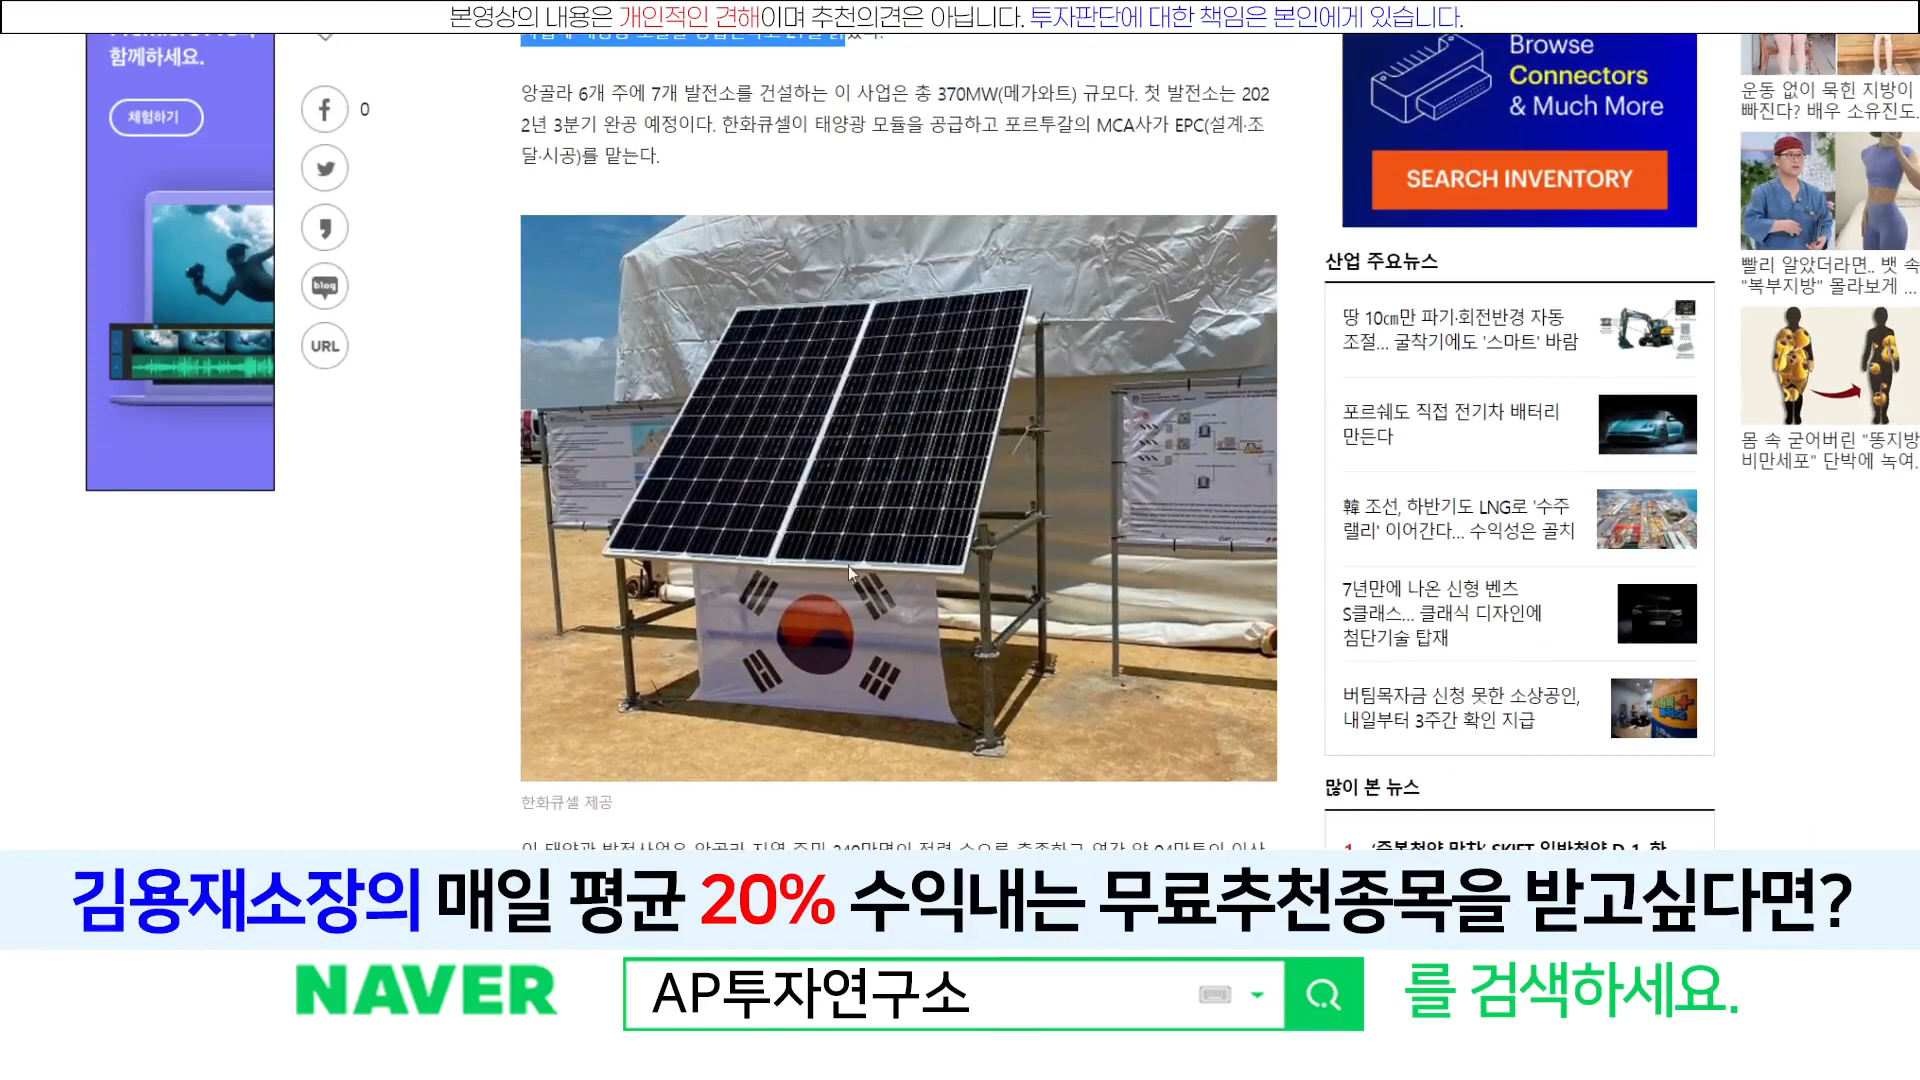 본영상의 내용은 개인적인 견해이며 추천의견은 아닙니다. 투자판단에 대한 책임은 본인에게 있습니다.
함께하세요.
체험하기
0
blog
URL
앙골라 6개 주에 7개 발전소를 건설하는 이 사업은 총 370MW(메가와트) 규모다. 첫 발전소는 202
2년 3분기 완공 예정이다. 한화큐셀이 태양광 모듈을 공급하고 포르투갈의 MCA사가 EPC(설계·조
달·시공)를 맡는다.
한화큐셀 제공
Browse
Connectors
& Much More
SEARCH INVENTORY
산업 주요뉴스
땅 10㎝만 파기·회전반경 자동
조절... 굴착기에도 '스마트' 바람
포르쉐도 직접 전기차 배터리
만든다
韓 조선, 하반기도 LNG로 '수주
랠리' 이어간다... 수익성은 골치
7년만에 나온 신형 벤츠
S클래스... 클래식 디자인에
첨단기술 탑재
버팀목자금 신청 못한 소상공인,
내일부터 3주간 확인 지급
많이 본 뉴스
운동 없이 묵힌 지방이
빠진다? 배우 소유진도.
빨리 알았더라면.. 뱃 속
"복부지방" 몰라보게 ...
몸 속 굳어버린 "똥지방
비만세포" 단박에 녹여.
김용재소장의 매일 평균 20% 수익내는 무료추천종목을 받고싶다면?
NAVER
AP투자연구소
를 검색하세요.